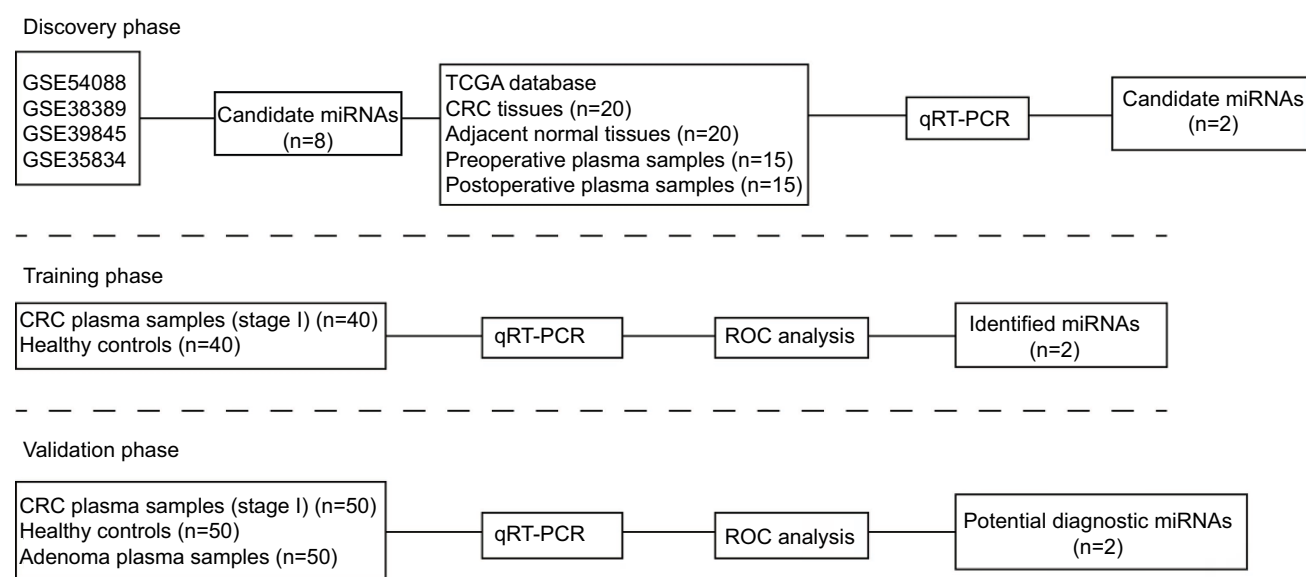 Discovery phase
GSE54088
GSE38389
GSE39845
GSE35834
Candidate miRNAs
(n=8)
TCGA database
CRC tissues (n=20)
Adjacent normal tissues (n=20)
Preoperative plasma samples (n=15)
Postoperative plasma samples (n=15)
qRT-PCR
Candidate miRNAs
(n=2)
Training phase
CRC plasma samples (stage I) (n=40)
Healthy controls (n=40)
qRT-PCR
ROC analysis
Identified miRNAs
(n=2)
Validation phase
CRC plasma samples (stage I) (n=50)
Healthy controls (n=50)
Adenoma plasma samples (n=50)
qRT-PCR
ROC analysis
Potential diagnostic miRNAs
(n=2)